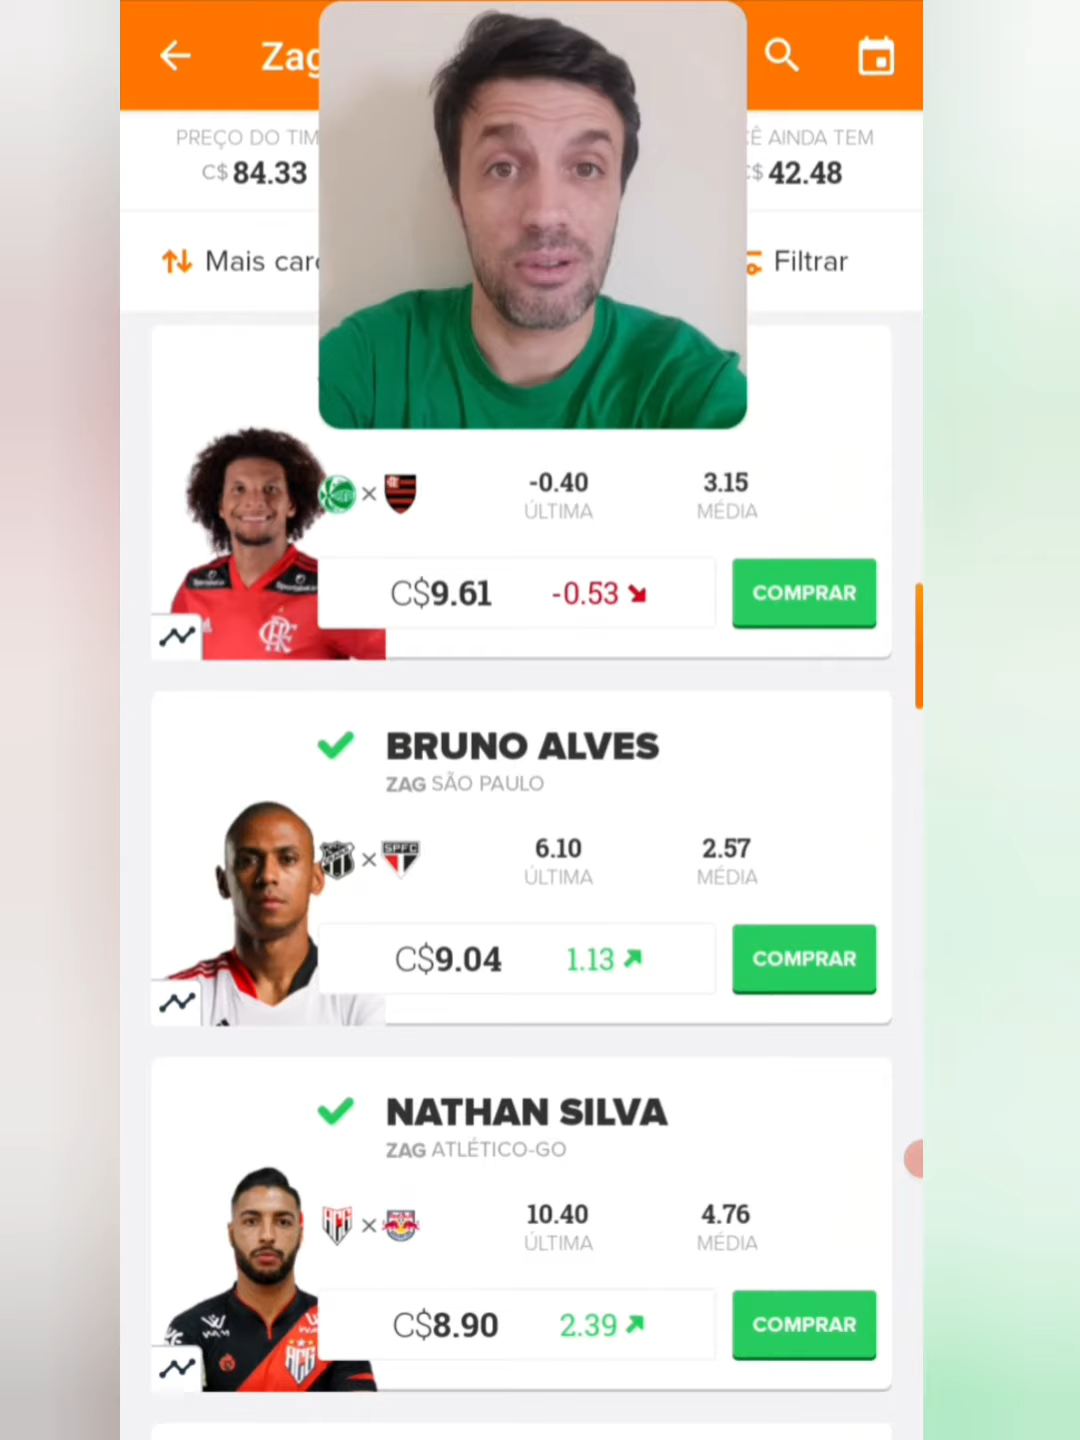 Zag
PREÇO DO TIM
C$ 84.33
Ê AINDA TEM
$ 42.48
Mais car
Filtrar
-0.40
ÚLTIMA
3.15
MÉDIA
C$9.61
-0.53
COMPRAR
BRUNO ALVES
ZAG SÃO PAULO
6.10
ÚLTIMA
2.57
MÉDIA
C$9.04
1.13
COMPRAR
NATHAN SILVA
ZAG ATLÉTICO-GO
10.40
ÚLTIMA
4.76
MÉDIA
C$8.90
2.39
COMPRAR